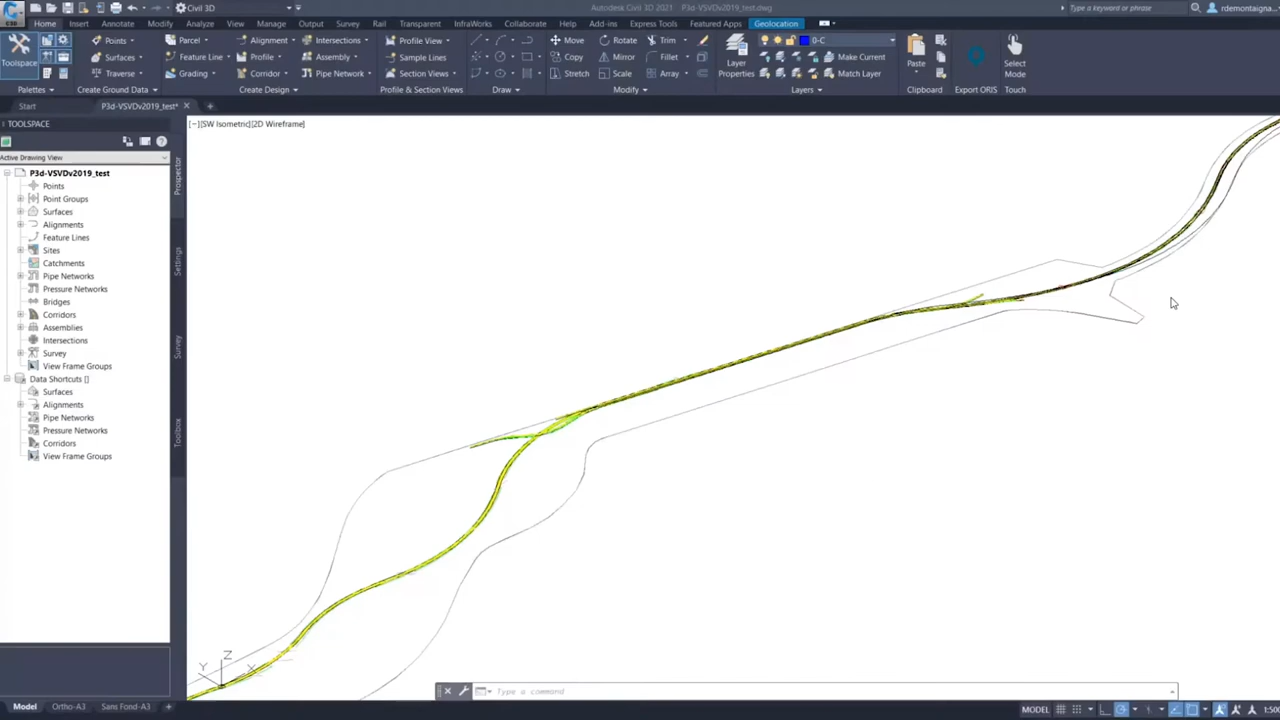 Civil 3D
Autodesk Civil 3D 2021 P3d-VSVDv2019_test.dwg
Type a keyword or phrase
rdemontaigna...
Home Insert Annotate Modify Analyze View Manage Output Survey Rail Transparent InfraWorks Collaborate Help Add-ins Express Tools Featured Apps Geolocation
Toolspace
Points
Surfaces
Traverse
Parcel
Feature Line
Grading
Alignment
Profile
Corridor
Intersections
Assembly
Pipe Network
Profile View
Sample Lines
Section Views
Move
Copy
Stretch
Rotate
Mirror
Scale
Trim
Fillet
Array
Layer
Properties
0-C
Make Current
Match Layer
Paste
Select
Mode
Palettes
Create Ground Data
Create Design
Profile & Section Views
Draw
Modify
Layers
Clipboard
Export ORIS
Touch
Start
P3d-VSVDv2019_test*
TOOLSPACE
[−][SW Isometric][2D Wireframe]
Active Drawing View
P3d-VSVDv2019_test
Points
Point Groups
Surfaces
Alignments
Feature Lines
Sites
Catchments
Pipe Networks
Pressure Networks
Bridges
Corridors
Assemblies
Intersections
Survey
View Frame Groups
Data Shortcuts []
Surfaces
Alignments
Pipe Networks
Pressure Networks
Corridors
View Frame Groups
Prospector
Settings
Survey
Toolbox
Z
Y
X
Type a command
Model
Ortho-A3
Sans Fond-A3
MODEL